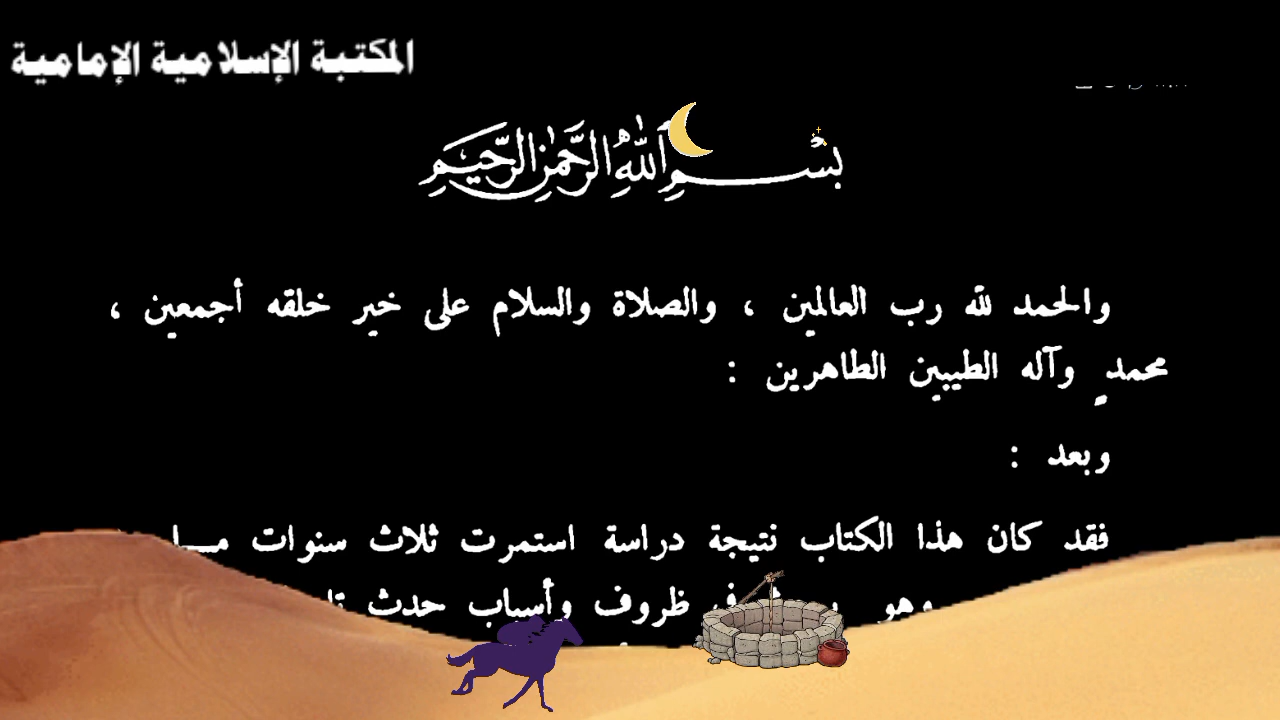 المكتبة الإسلامية الإمامية
بسم الله الرحمن الرحيم
والحمد لله رب العالمين ، والصلاة والسلام على خير خلقه أجمعين ،
محمدٍ وآله الطيبين الطاهرين :
وبعد :
فقد كان هذا الكتاب نتيجة دراسة استمرت ثلاث سنوات
وهو ظروف وأسباب حدث